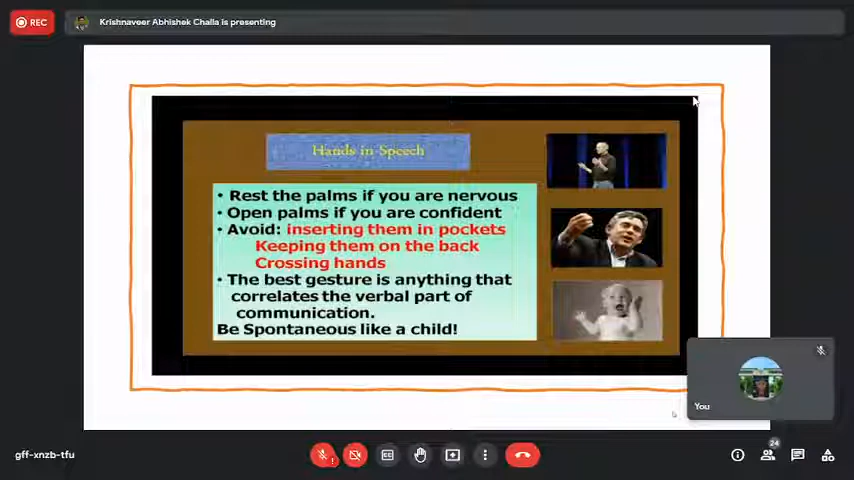 REC
Krishnaveer Abhishek Challa is presenting
Hands in Speech
• Rest the palms if you are nervous
• Open palms if you are confident
• Avoid: inserting them in pockets
Keeping them on the back
Crossing hands
• The best gesture is anything that
correlates the verbal part of
communication.
Be Spontaneous like a child!
You
gff-xnzb-tfu
CC
24